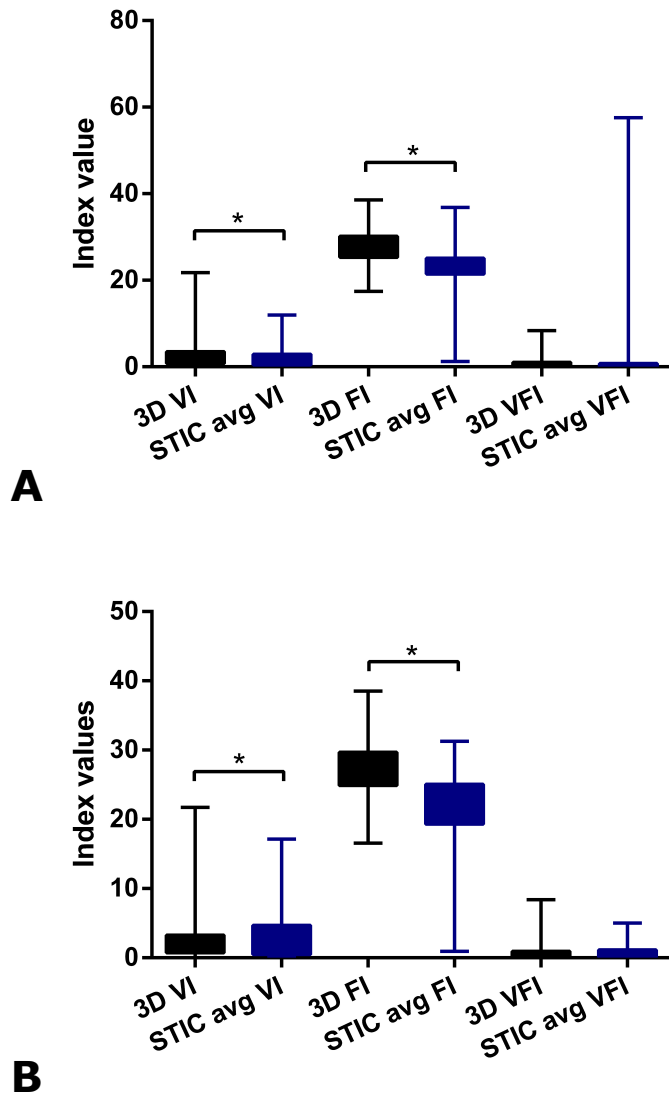 80
60
40
20
0
Index value
*
*
3D VI
STIC avg VI
3D FI
STIC avg FI
3D VFI
STIC avg VFI
A
50
40
30
20
10
0
Index values
*
*
3D VI
STIC avg VI
3D FI
STIC avg FI
3D VFI
STIC avg VFI
B